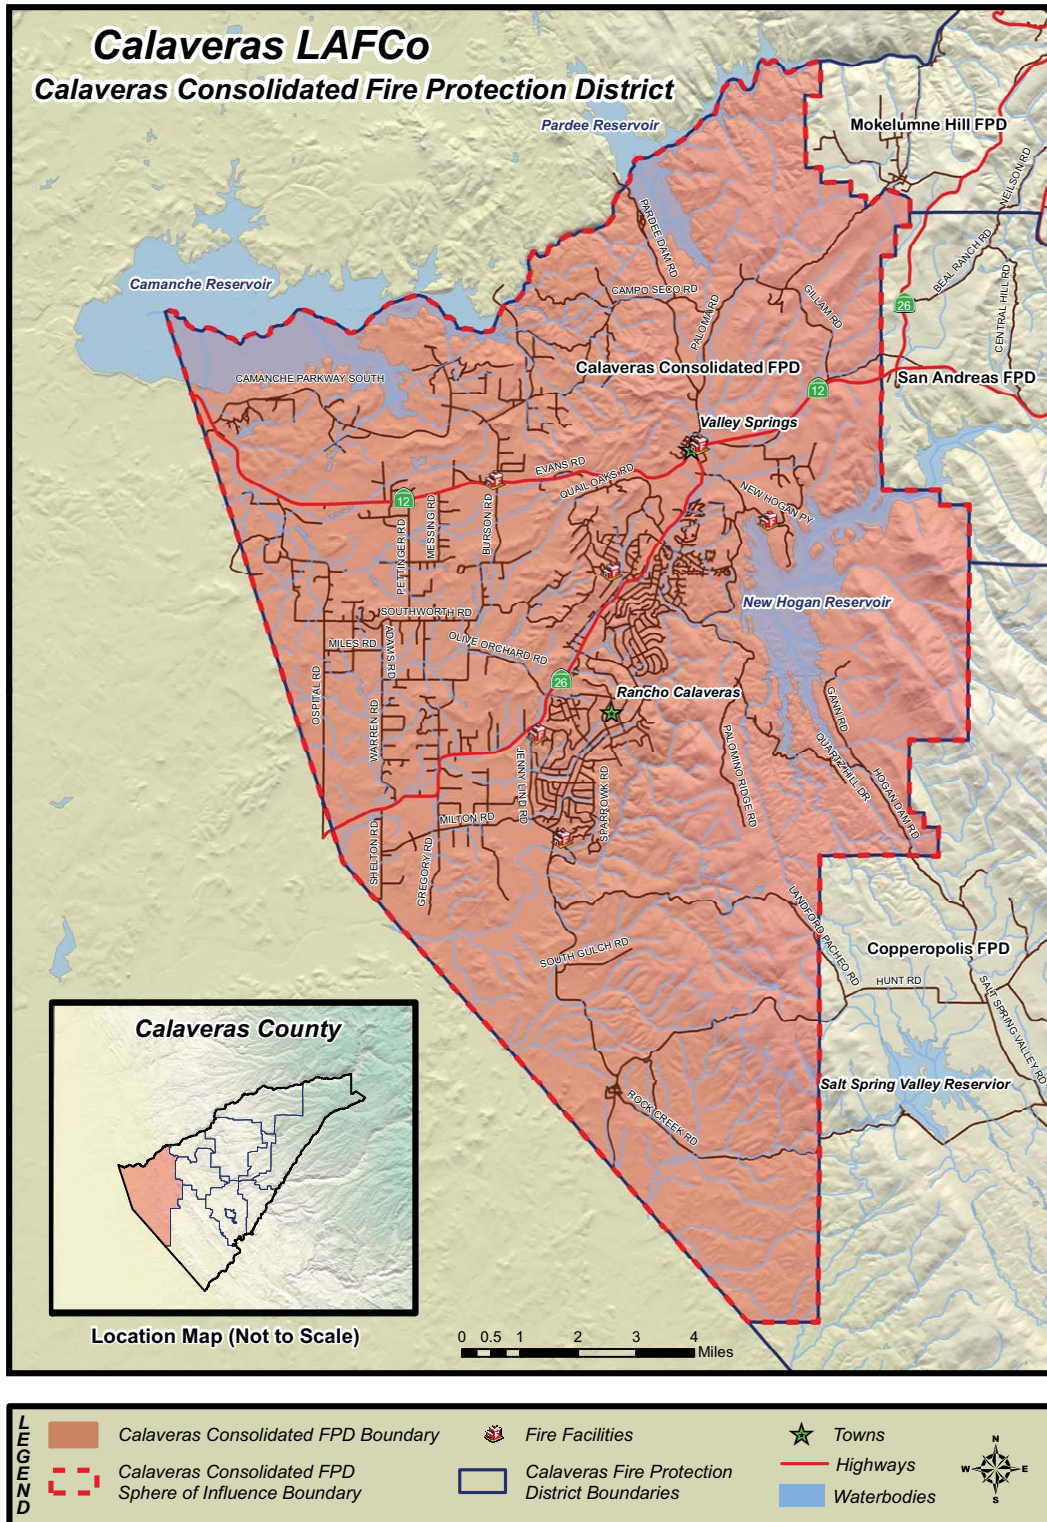 Calaveras LAFCo
Calaveras Consolidated Fire Protection District
Pardee Reservoir
Mokelumne Hill FPD
NEILSON RD
PARDEE DAM RD
BEAL RANCH RD
Camanche Reservoir
CAMPO SECO RD
GILLAM RD
CENTRAL HILL RD
26
PALOMA RD
Calaveras Consolidated FPD
San Andreas FPD
CAMANCHE PARKWAY SOUTH
12
Valley Springs
EVANS RD
QUAIL OAKS RD
NEW HOGAN PY
12
MESSING RD
BURSON RD
PETTINGER RD
New Hogan Reservoir
SOUTHWORTH RD
MILES RD
ADAMS RD
OLIVE ORCHARD RD
OSPITAL RD
26
Rancho Calaveras
WARREN RD
GANN RD
QUARTZ HILL DR
PALOMINO RIDGE RD
HOGAN DAM RD
JENNY LIND RD
SPARROWK RD
MILTON RD
SHELTON RD
GREGORY RD
LANDFORD PACHEO RD
SOUTH GULCH RD
Copperopolis FPD
HUNT RD
SALT SPRING VALLEY RD
Salt Spring Valley Reservior
ROCK CREEK RD
Calaveras County
Location Map (Not to Scale)
0 0.5 1 2 3 4
Miles
LEGEND
Calaveras Consolidated FPD Boundary
Calaveras Consolidated FPD
Sphere of Influence Boundary
Fire Facilities
Calaveras Fire Protection
District Boundaries
Towns
Highways
Waterbodies
N
W E
S